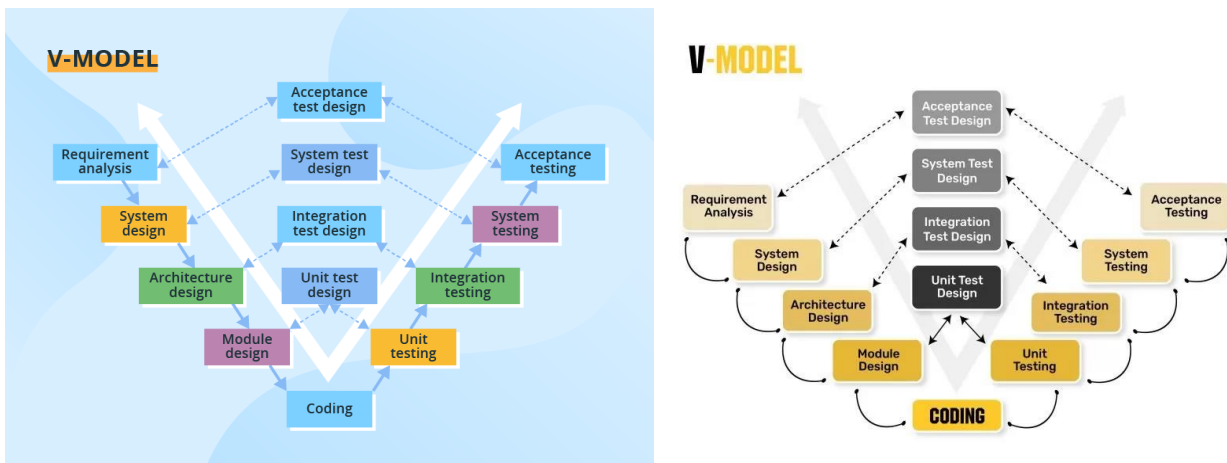 V-MODEL
Acceptance
test design
Requirement
analysis
System test
design
Acceptance
testing
System
design
Integration
test design
System
testing
Architecture
design
Unit test
design
Integration
testing
Module
design
Unit
testing
Coding
V-MODEL
Acceptance
Test Design
System Test
Design
Requirement
Analysis
Acceptance
Testing
Integration
Test Design
System
Design
System
Testing
Unit Test
Design
Architecture
Design
Integration
Testing
Module
Design
Unit
Testing
CODING